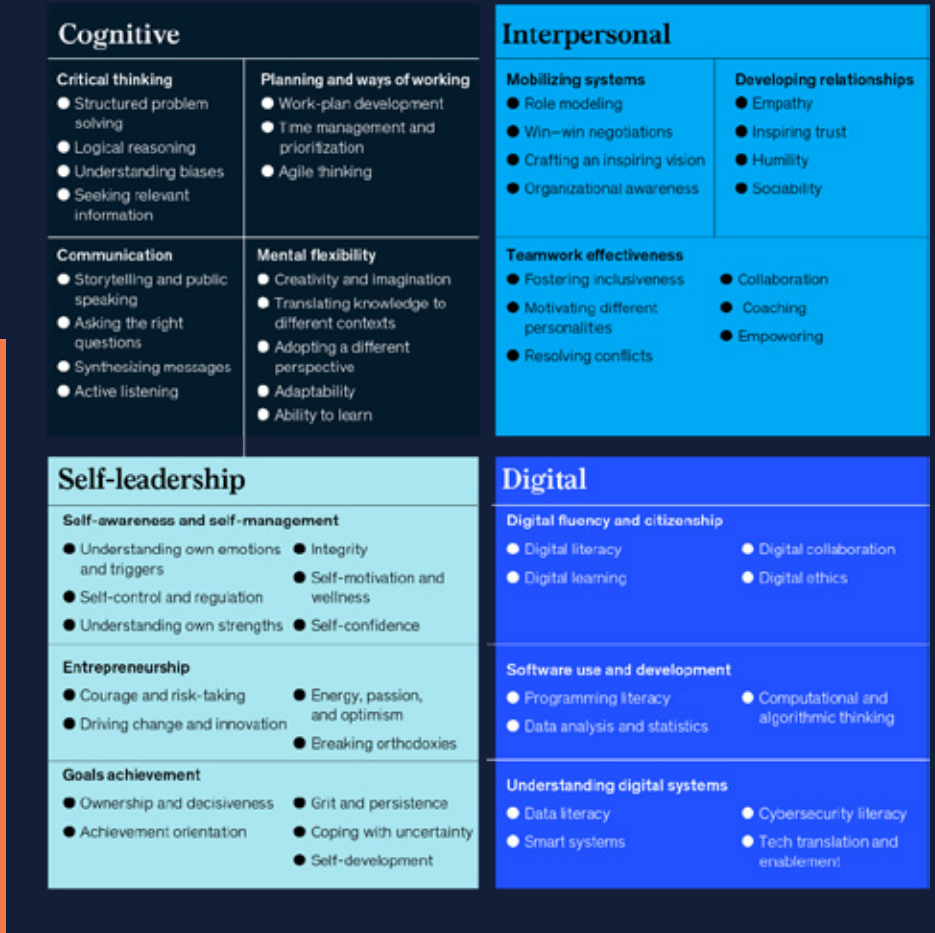 Cognitive
Critical thinking
Structured problem
solving
Logical reasoning
Understanding biases
Seeking relevant
information
Planning and ways of working
Work-plan development
Time management and
prioritization
Agile thinking
Communication
Storytelling and public
speaking
Asking the right
questions
Synthesizing messages
Active listening
Mental flexibility
Creativity and imagination
Translating knowledge to
different contexts
Adopting a different
perspective
Adaptability
Ability to learn
Interpersonal
Mobilizing systems
Role modeling
Win–win negotiations
Crafting an inspiring vision
Organizational awareness
Developing relationships
Empathy
Inspiring trust
Humility
Sociability
Teamwork effectiveness
Fostering inclusiveness
Motivating different
personalities
Resolving conflicts
Collaboration
Coaching
Empowering
Self-leadership
Self-awareness and self-management
Understanding own emotions
and triggers
Self-control and regulation
Understanding own strengths
Integrity
Self-motivation and
wellness
Self-confidence
Entrepreneurship
Courage and risk-taking
Driving change and innovation
Energy, passion,
and optimism
Breaking orthodoxies
Goals achievement
Ownership and decisiveness
Achievement orientation
Grit and persistence
Coping with uncertainty
Self-development
Digital
Digital fluency and citizenship
Digital literacy
Digital learning
Digital collaboration
Digital ethics
Software use and development
Programming literacy
Data analysis and statistics
Computational and
algorithmic thinking
Understanding digital systems
Data literacy
Smart systems
Cybersecurity literacy
Tech translation and
enablement